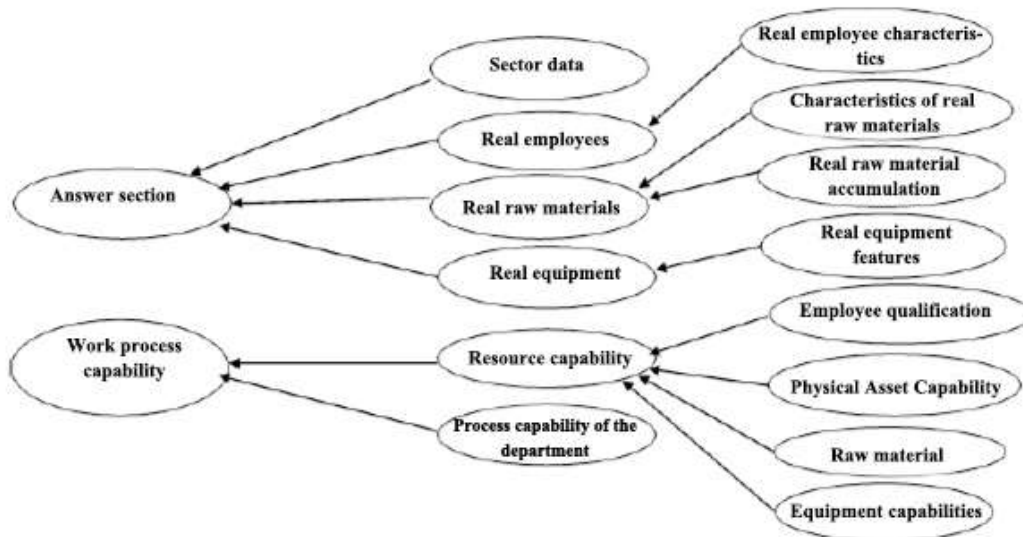 Real employee characteris-
tics
Sector data
Characteristics of real
raw materials
Real employees
Real raw material
accumulation
Answer section
Real raw materials
Real equipment
features
Real equipment
Employee qualification
Work process
capability
Resource capability
Physical Asset Capability
Process capability of the
department
Raw material
Equipment capabilities